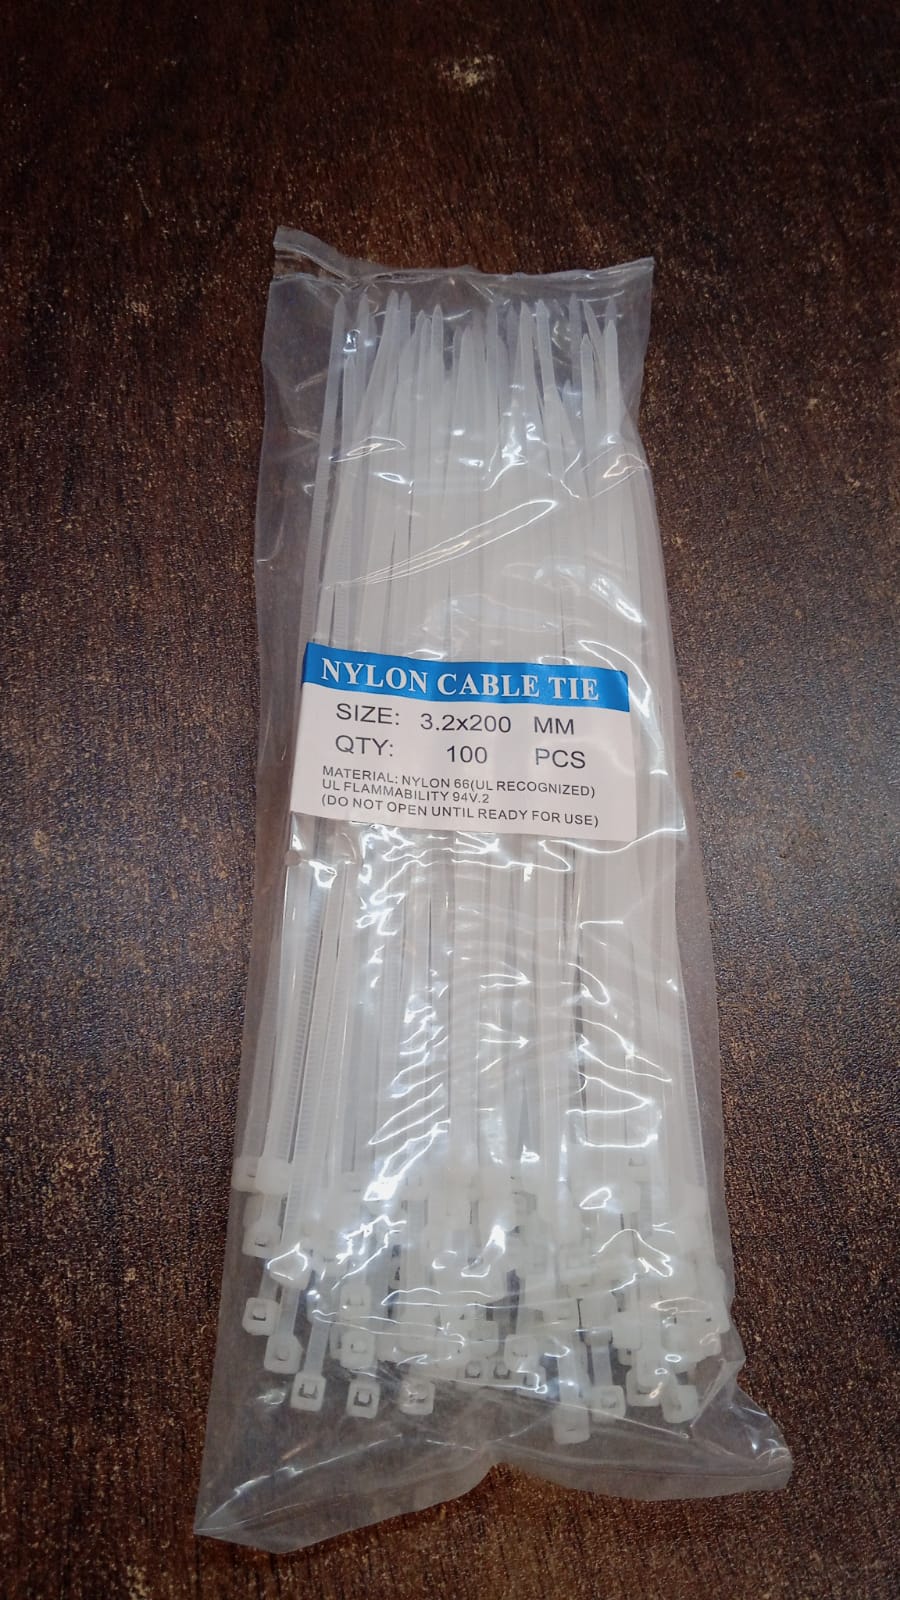 NYLON CABLE TIE
SIZE: 3.2x200 MM
QTY: 100 PCS
MATERIAL: NYLON 66(UL RECOGNIZED)
UL FLAMMABILITY 94V.2
(DO NOT OPEN UNTIL READY FOR USE)